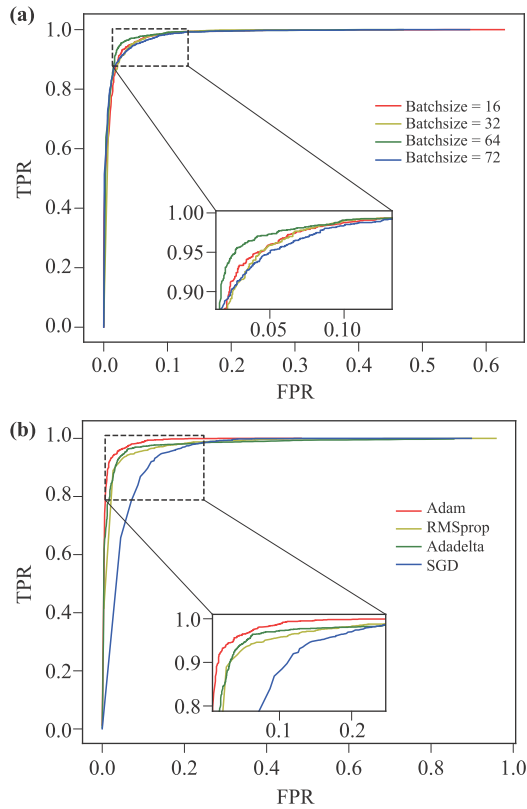 (a)
1.0
0.8
0.6
0.4
0.2
0.0
TPR
Batchsize = 16
Batchsize = 32
Batchsize = 64
Batchsize = 72
1.00
0.95
0.90
0.05
0.10
0.0
0.1
0.2
0.3
0.4
0.5
0.6
FPR
(b)
1.0
0.8
0.6
0.4
0.2
0.0
TPR
Adam
RMSprop
Adadelta
SGD
1.0
0.9
0.8
0.1
0.2
0.0
0.2
0.4
0.6
0.8
1.0
FPR